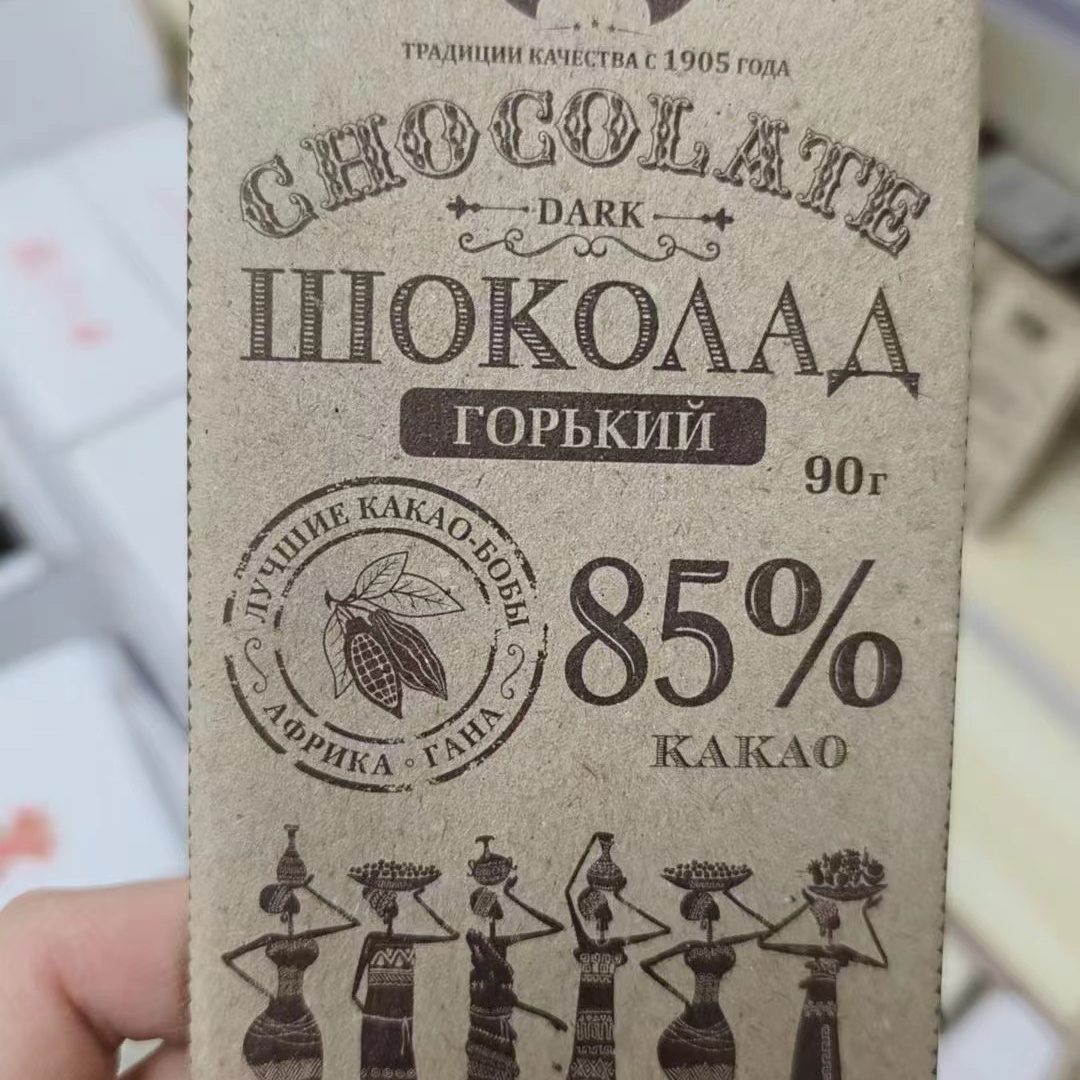 ТРАДИЦИИ КАЧЕСТВА С 1905 ГОДА
CHOCOLATE
DARK
ШОКОЛАД
ГОРЬКИЙ
90г
ЛУЧШИЕ КАКАО-БОБЫ
АФРИКА ◦ ГАНА
85%
КАКАО